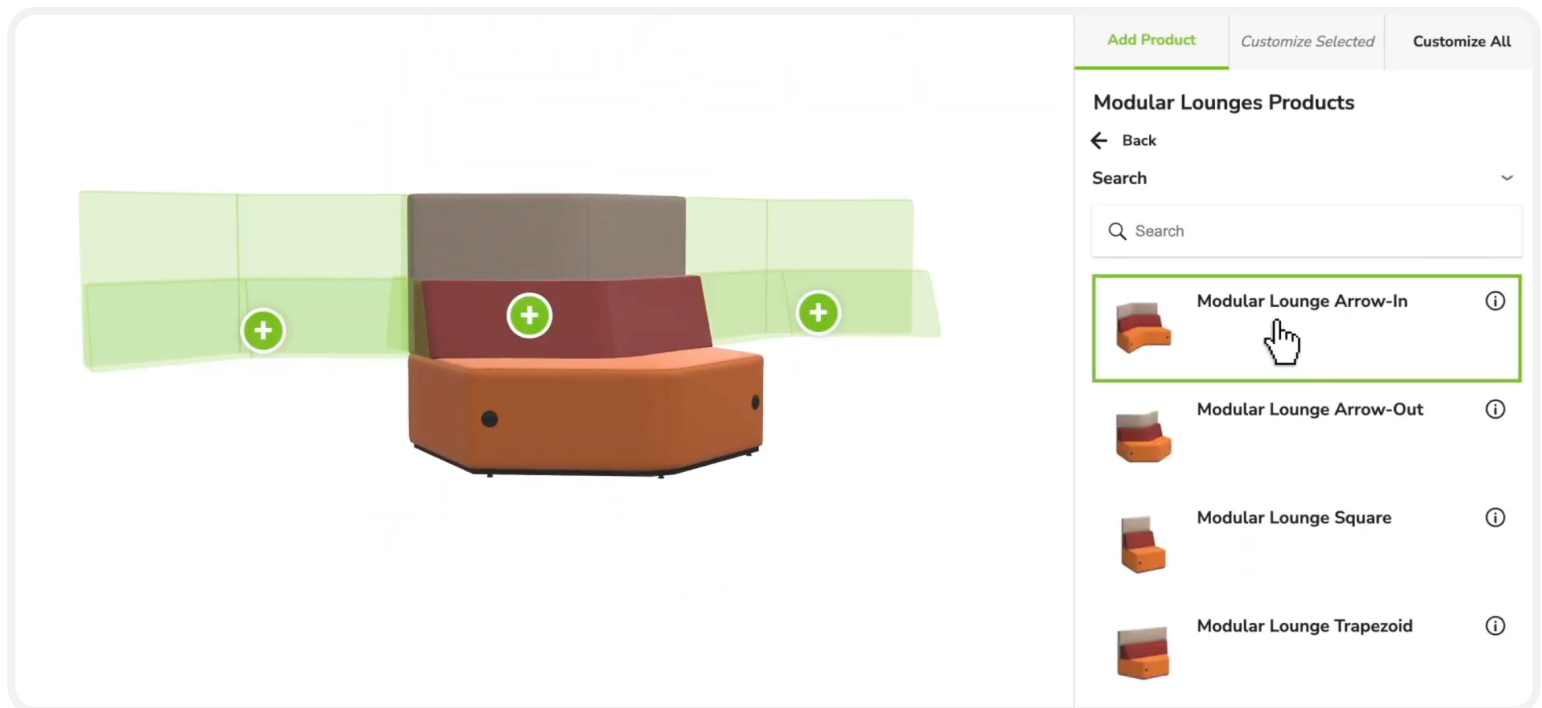 Add Product
Customize Selected
Customize All
Modular Lounges Products
Back
Search
Search
Modular Lounge Arrow-In
Modular Lounge Arrow-Out
Modular Lounge Square
Modular Lounge Trapezoid